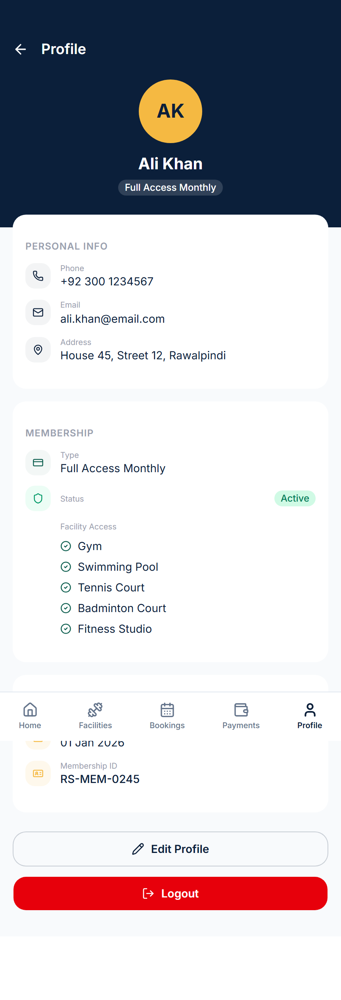 Profile
AK
Ali Khan
Full Access Monthly
PERSONAL INFO
Phone
+92 300 1234567
Email
ali.khan@email.com
Address
House 45, Street 12, Rawalpindi
MEMBERSHIP
Type
Full Access Monthly
Status
Active
Facility Access
Gym
Swimming Pool
Tennis Court
Badminton Court
Fitness Studio
Home
Facilities
Bookings
Payments
Profile
01 Jan 2026
Membership ID
RS-MEM-0245
Edit Profile
Logout